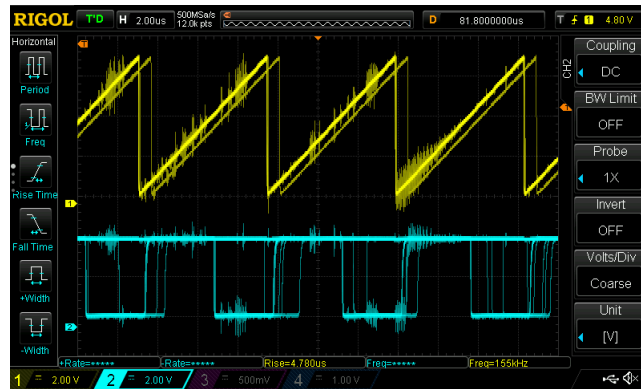 RIGOL T'D H 2.00us 500MSa/s 12.0k pts D 81.8000000us T 1 4.80 V
Horizontal
Period
Freq
Rise Time
Fall Time
+Width
-Width
T
T
1
2
CH2
Coupling
DC
BW Limit
OFF
Probe
1X
Invert
OFF
Volts/Div
Coarse
Unit
[V]
+Rate=***** -Rate=***** Rise=4.780us Freq=***** Freq=155kHz
1 = 2.00 V 2 = 2.00 V 3 = 500mV 4 = 1.00 V